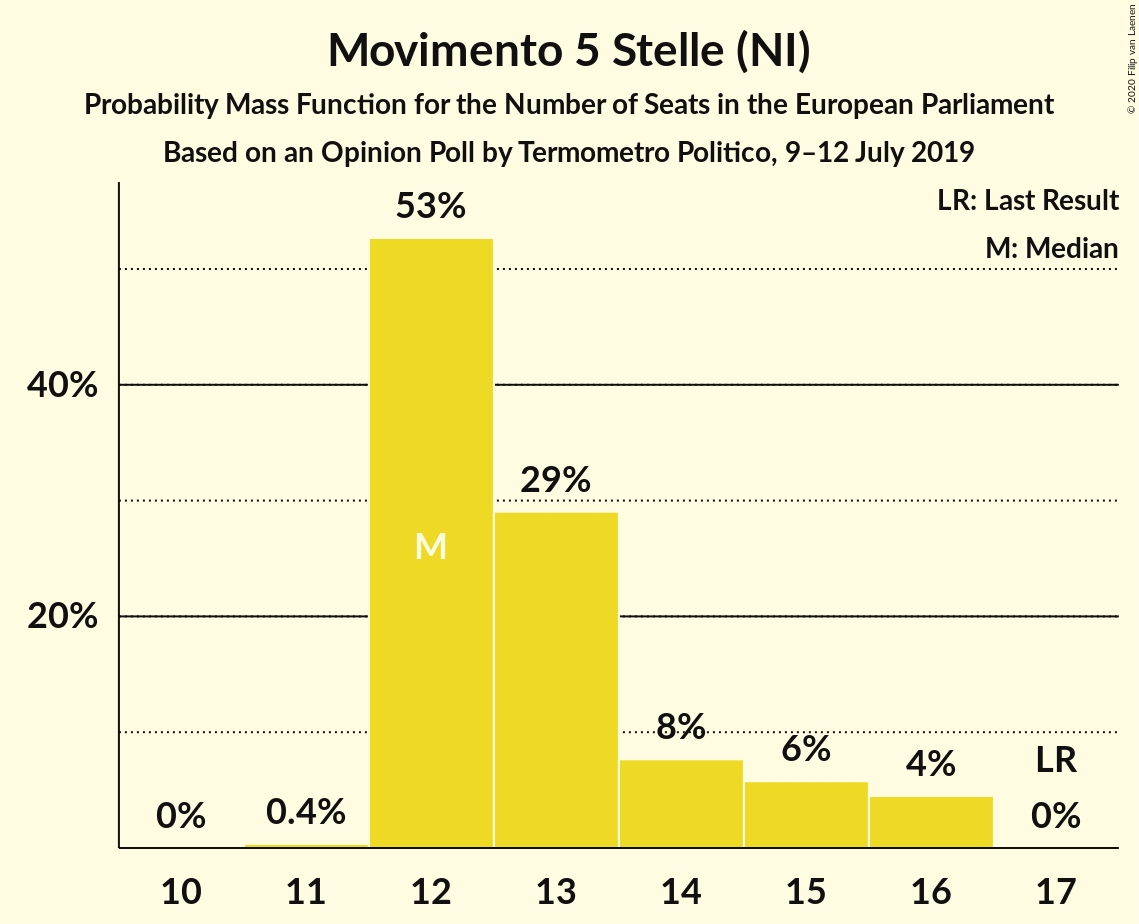 Movimento 5 Stelle (NI)
Probability Mass Function for the Number of Seats in the European Parliament
Based on an Opinion Poll by Termometro Politico, 9–12 July 2019
© 2020 Filip van Laenen
LR: Last Result
M: Median
53%
40%
29%
M
20%
8%
6%
4%
LR
0%
0.4%
0%
10 11 12 13 14 15 16 17